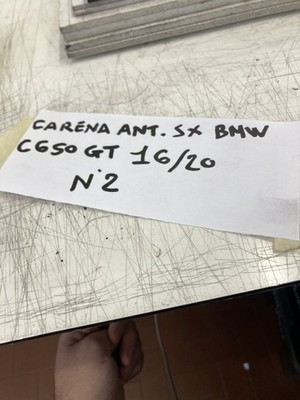 CARENA ANT. SX BMW
C650 GT 16/20
N°2